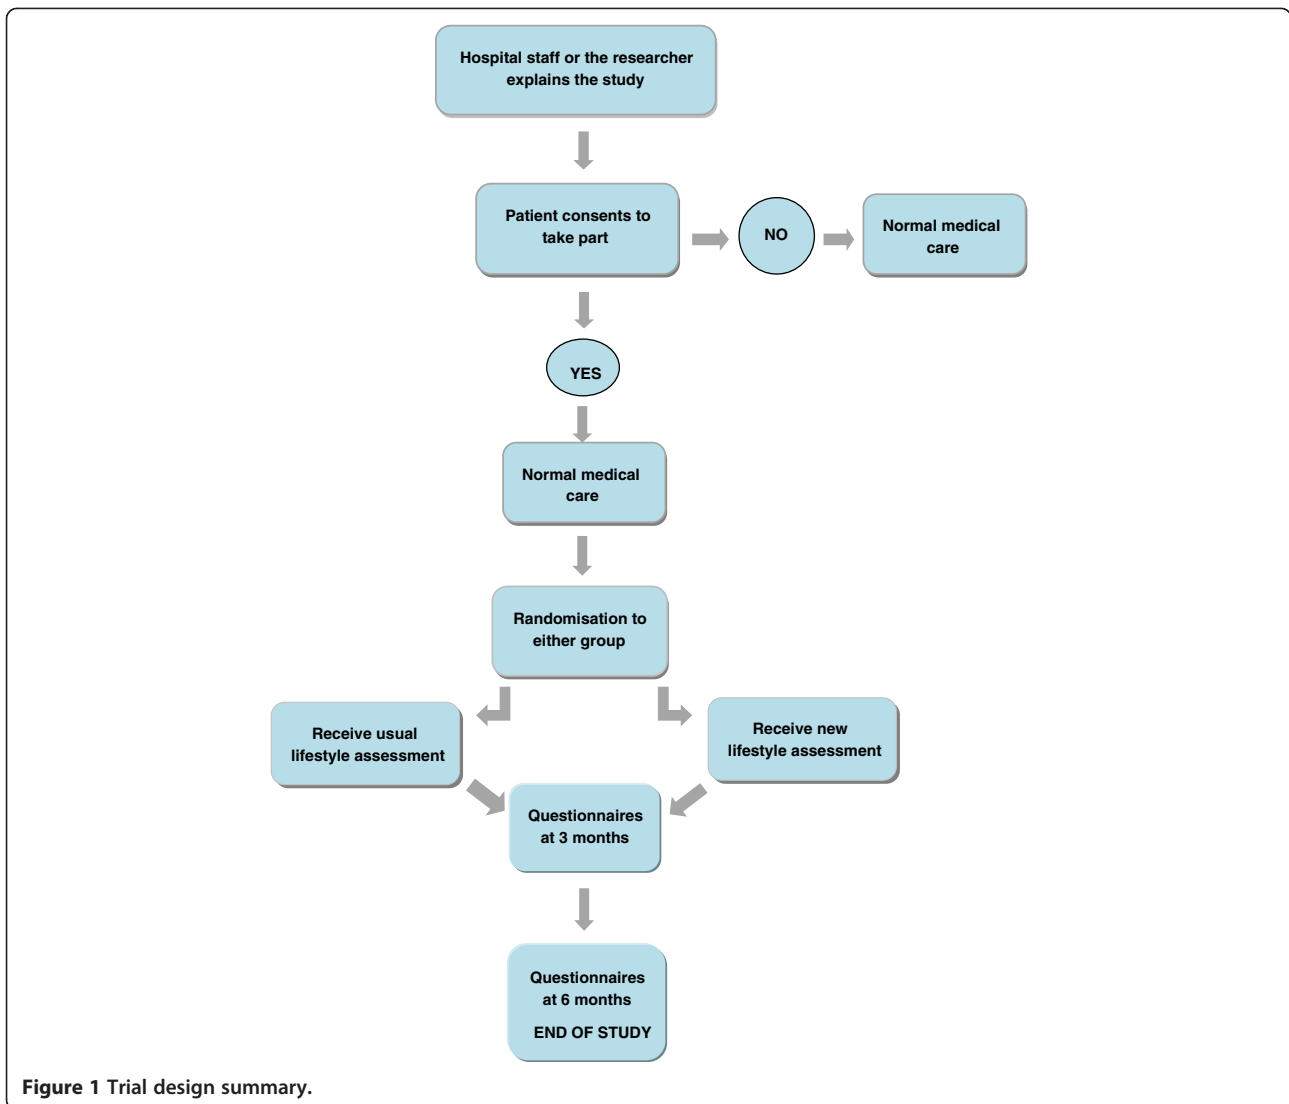 Hospital staff or the researcher
explains the study
Patient consents to
take part
NO
Normal medical
care
YES
Normal medical
care
Randomisation to
either group
Receive usual
lifestyle assessment
Receive new
lifestyle assessment
Questionnaires
at 3 months
Questionnaires
at 6 months
END OF STUDY
Figure 1 Trial design summary.